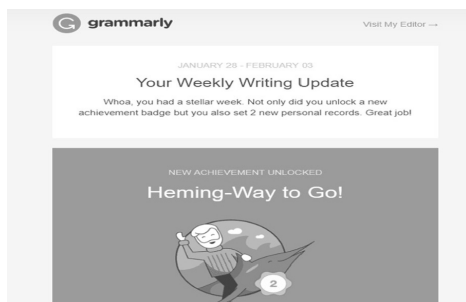 grammarly
Visit My Editor →
JANUARY 28 - FEBRUARY 03
Your Weekly Writing Update
Whoa, you had a stellar week. Not only did you unlock a new
achievement badge but you also set 2 new personal records. Great job!
NEW ACHIEVEMENT UNLOCKED
Heming-Way to Go!
2